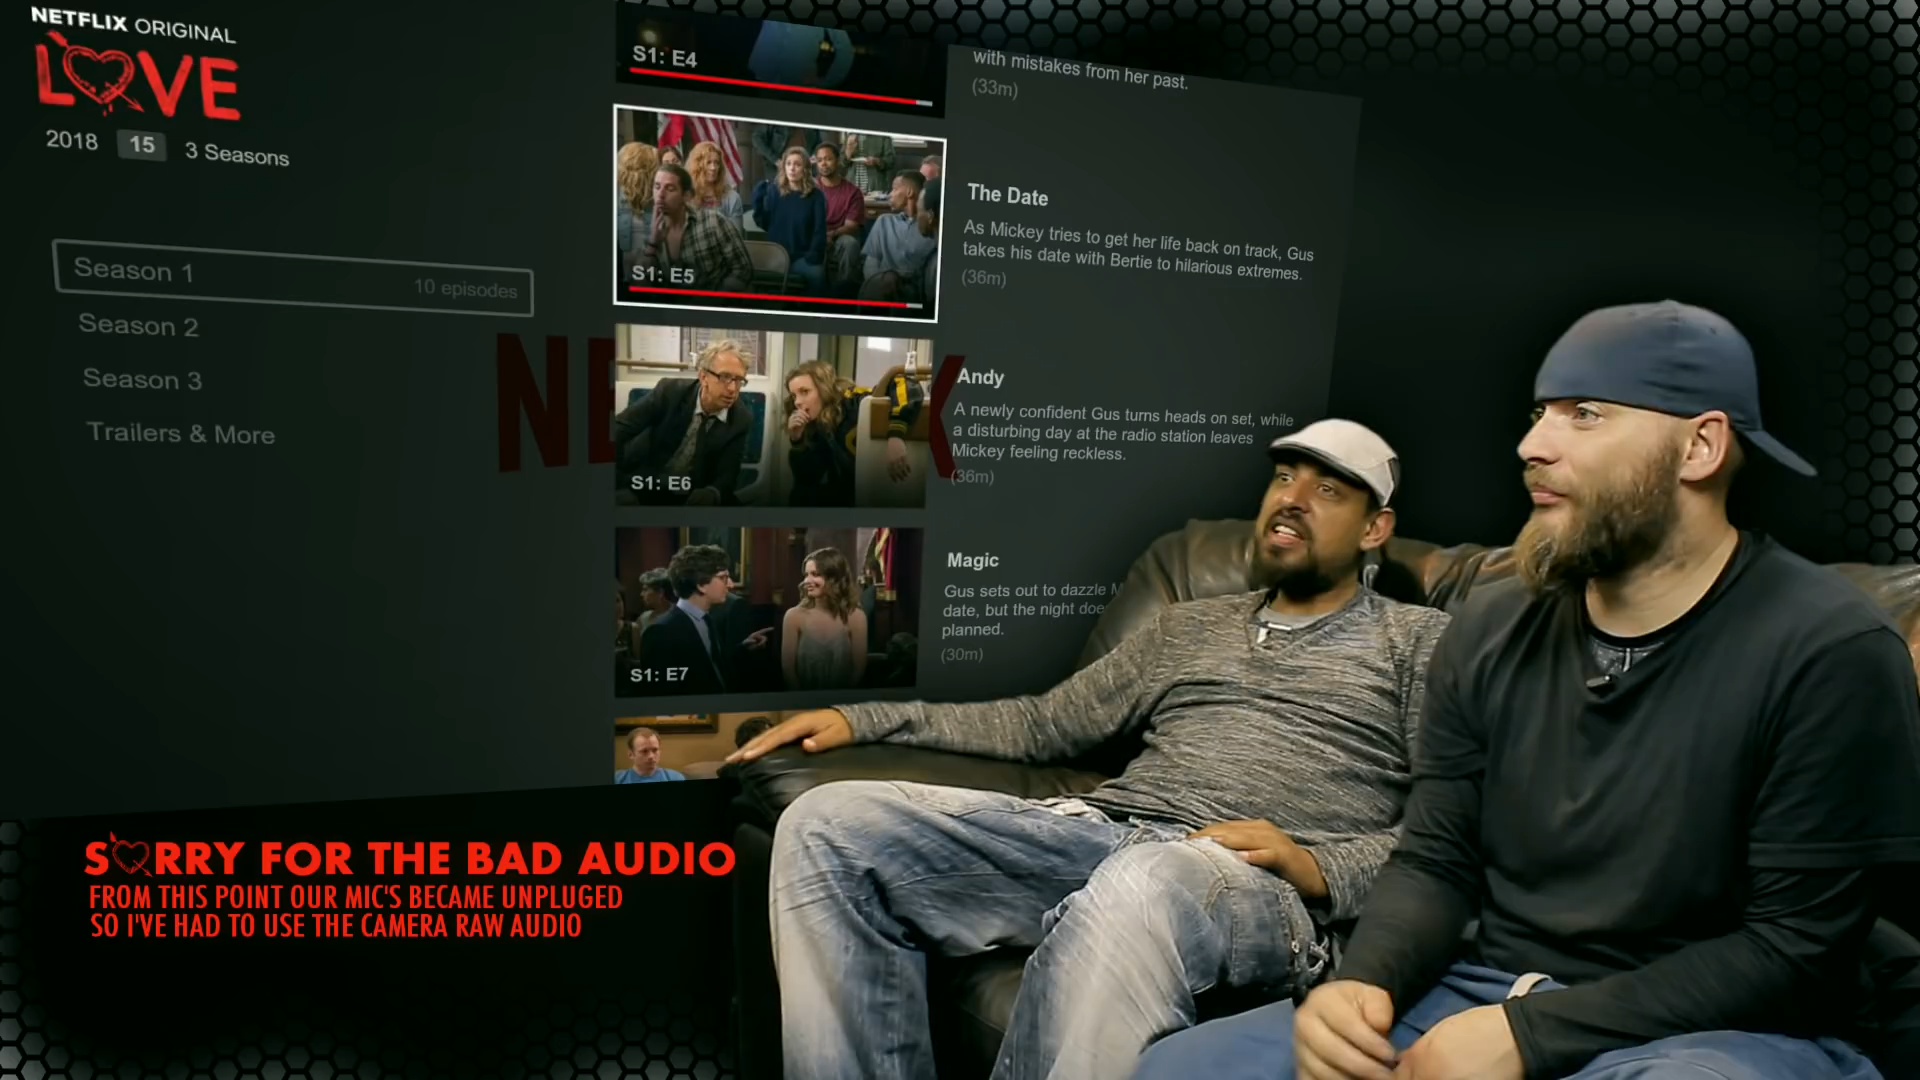 NETFLIX ORIGINAL
LOVE
2018 15 3 Seasons
Season 1 10 episodes
Season 2
Season 3
Trailers & More
S1: E4
with mistakes from her past.
(33m)
S1: E5
The Date
As Mickey tries to get her life back on track, Gus
takes his date with Bertie to hilarious extremes.
(36m)
S1: E6
Andy
A newly confident Gus turns heads on set, while
a disturbing day at the radio station leaves
Mickey feeling reckless.
(36m)
S1: E7
Magic
Gus sets out to dazzle
date, but the night
planned.
(30m)
SORRY FOR THE BAD AUDIO
FROM THIS POINT OUR MIC'S BECAME UNPLUGED
SO I'VE HAD TO USE THE CAMERA RAW AUDIO